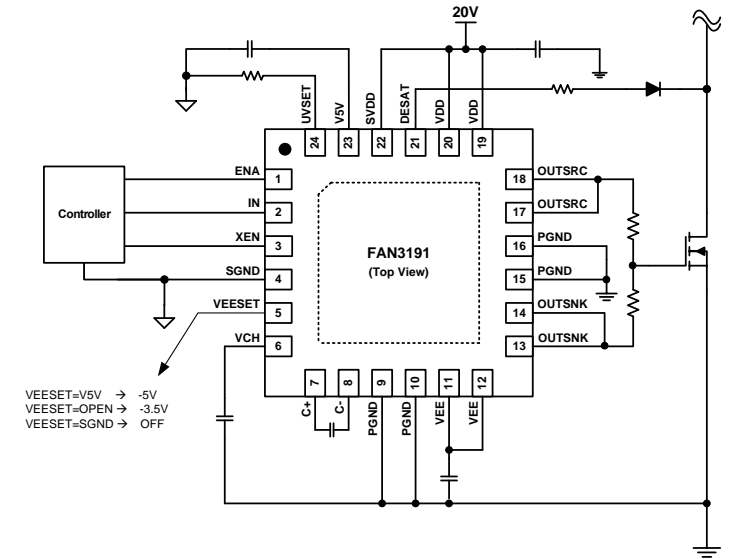 20V
UVSET
V5V
SVDD
DESAT
VDD
VDD
24
23
22
21
20
19
ENA
1
18
OUTSRC
Controller
IN
2
17
OUTSRC
XEN
3
FAN3191
(Top View)
16
PGND
SGND
4
15
PGND
VEESET
5
14
OUTSNK
VCH
6
13
OUTSNK
7
8
9
10
11
12
C+
C-
PGND
PGND
VEE
VEE
VEESET=V5V → -5V
VEESET=OPEN → -3.5V
VEESET=SGND → OFF